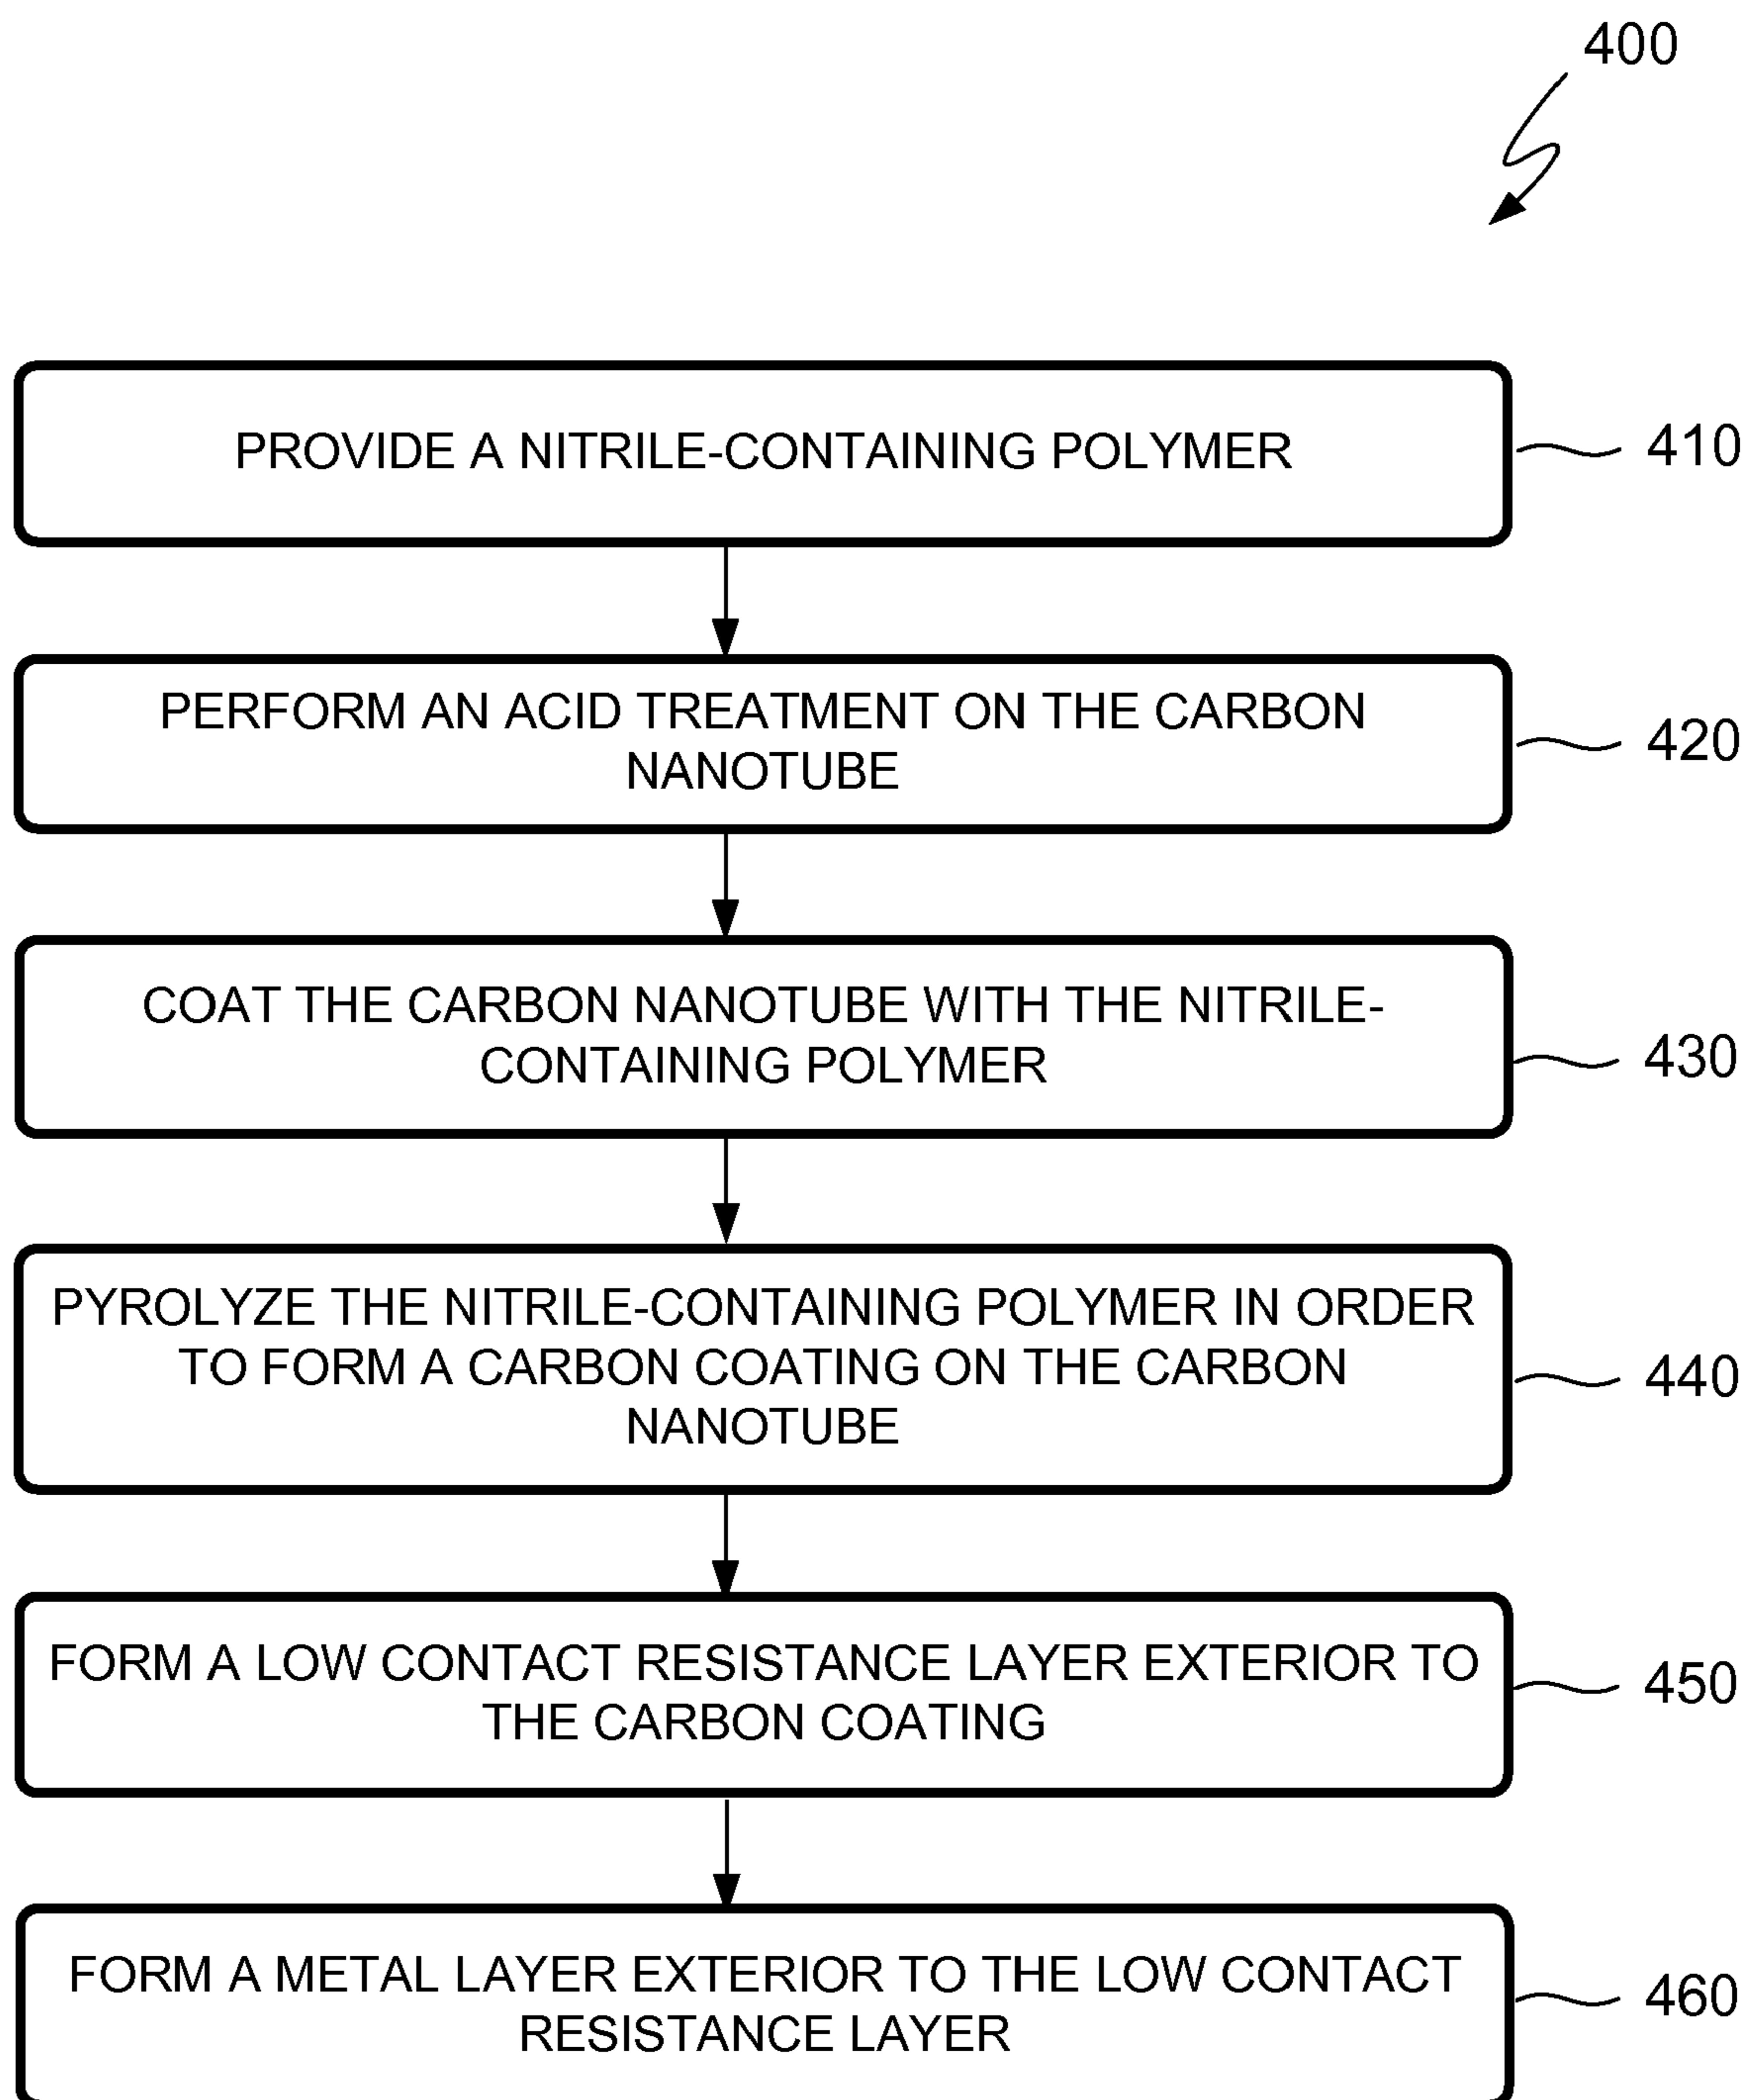 400
PROVIDE A NITRILE-CONTAINING POLYMER
410
PERFORM AN ACID TREATMENT ON THE CARBON
NANOTUBE
420
COAT THE CARBON NANOTUBE WITH THE NITRILE-
CONTAINING POLYMER
430
PYROLYZE THE NITRILE-CONTAINING POLYMER IN ORDER
TO FORM A CARBON COATING ON THE CARBON
NANOTUBE
440
FORM A LOW CONTACT RESISTANCE LAYER EXTERIOR TO
THE CARBON COATING
450
FORM A METAL LAYER EXTERIOR TO THE LOW CONTACT
RESISTANCE LAYER
460